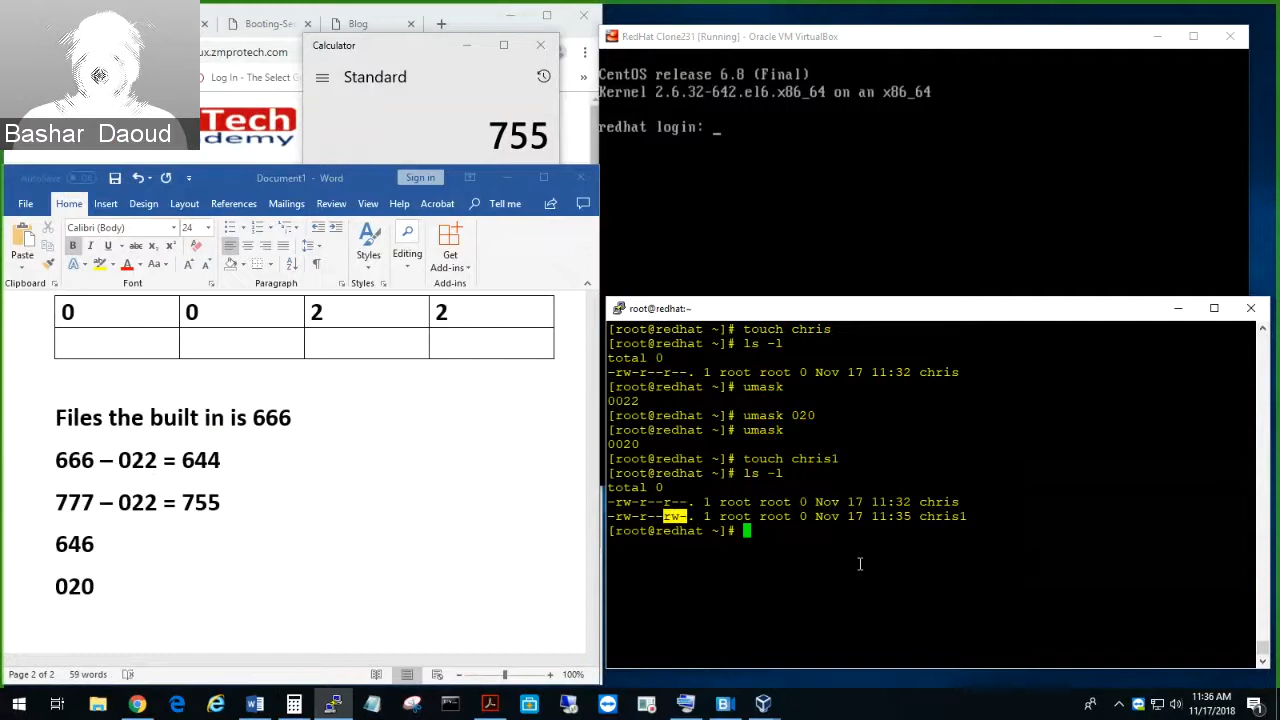 Bashar Daoud
Booting-Se
Blog
ux.zmprotech.com
Log In - The Select G
»
Tech
demy
Calculator
Standard
755
AutoSave
Document1 - Word
Sign in
File Home Insert Design Layout References Mailings Review View Help Acrobat Tell me
Calibri (Body) 24
Paste
Styles
Editing
Get
Add-ins
Clipboard
Font
Paragraph
Styles
Add-ins
0 0 2 2
Files the built in is 666
666 – 022 = 644
777 – 022 = 755
646
020
Page 2 of 2 59 words
100%
RedHat Clone231 [Running] - Oracle VM VirtualBox
CentOS release 6.8 (Final)
Kernel 2.6.32-642.el6.x86_64 on an x86_64
redhat login: _
root@redhat:~
[root@redhat ~]# touch chris
[root@redhat ~]# ls -l
total 0
-rw-r--r--. 1 root root 0 Nov 17 11:32 chris
[root@redhat ~]# umask
0022
[root@redhat ~]# umask 020
[root@redhat ~]# umask
0020
[root@redhat ~]# touch chris1
[root@redhat ~]# ls -l
total 0
-rw-r--r--. 1 root root 0 Nov 17 11:32 chris
-rw-r--rw-. 1 root root 0 Nov 17 11:35 chris1
[root@redhat ~]#
11:36 AM
11/17/2018